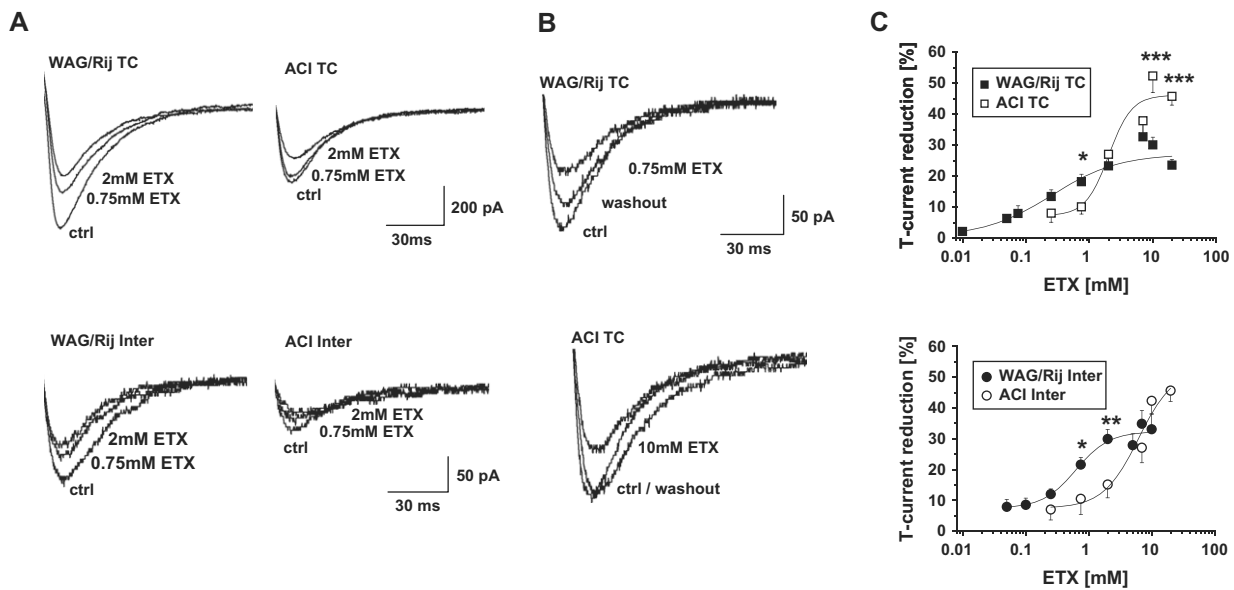 A
WAG/Rij TC
2mM ETX
0.75mM ETX
ctrl
ACI TC
2mM ETX
0.75mM ETX
ctrl
200 pA
30ms
WAG/Rij Inter
2mM ETX
0.75mM ETX
ctrl
ACI Inter
2mM ETX
0.75mM ETX
ctrl
50 pA
30 ms
B
WAG/Rij TC
0.75mM ETX
washout
ctrl
50 pA
30 ms
ACI TC
10mM ETX
ctrl / washout
C
T-current reduction [%]
60
50
40
30
20
10
0
WAG/Rij TC
ACI TC
*
***
***
0.01
0.1
1
10
100
ETX [mM]
T-current reduction [%]
60
50
40
30
20
10
0
WAG/Rij Inter
ACI Inter
*
**
0.01
0.1
1
10
100
ETX [mM]